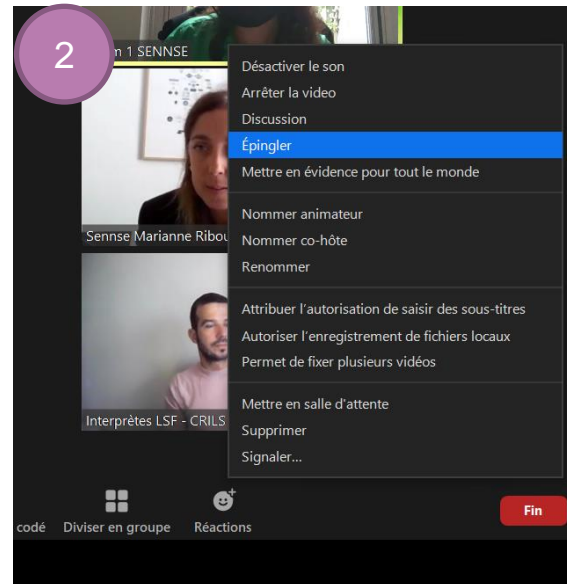 2
1 SENNSE
Désactiver le son
Arrêter la video
Discussion
Épingler
Mettre en évidence pour tout le monde
Sennse Marianne Ribou
Nommer animateur
Nommer co-hôte
Renommer
Attribuer l'autorisation de saisir des sous-titres
Autoriser l'enregistrement de fichiers locaux
Permet de fixer plusieurs vidéos
Mettre en salle d'attente
Interprètes LSF - CRILS
Supprimer
Signaler...
codé
Diviser en groupe
Réactions
Fin